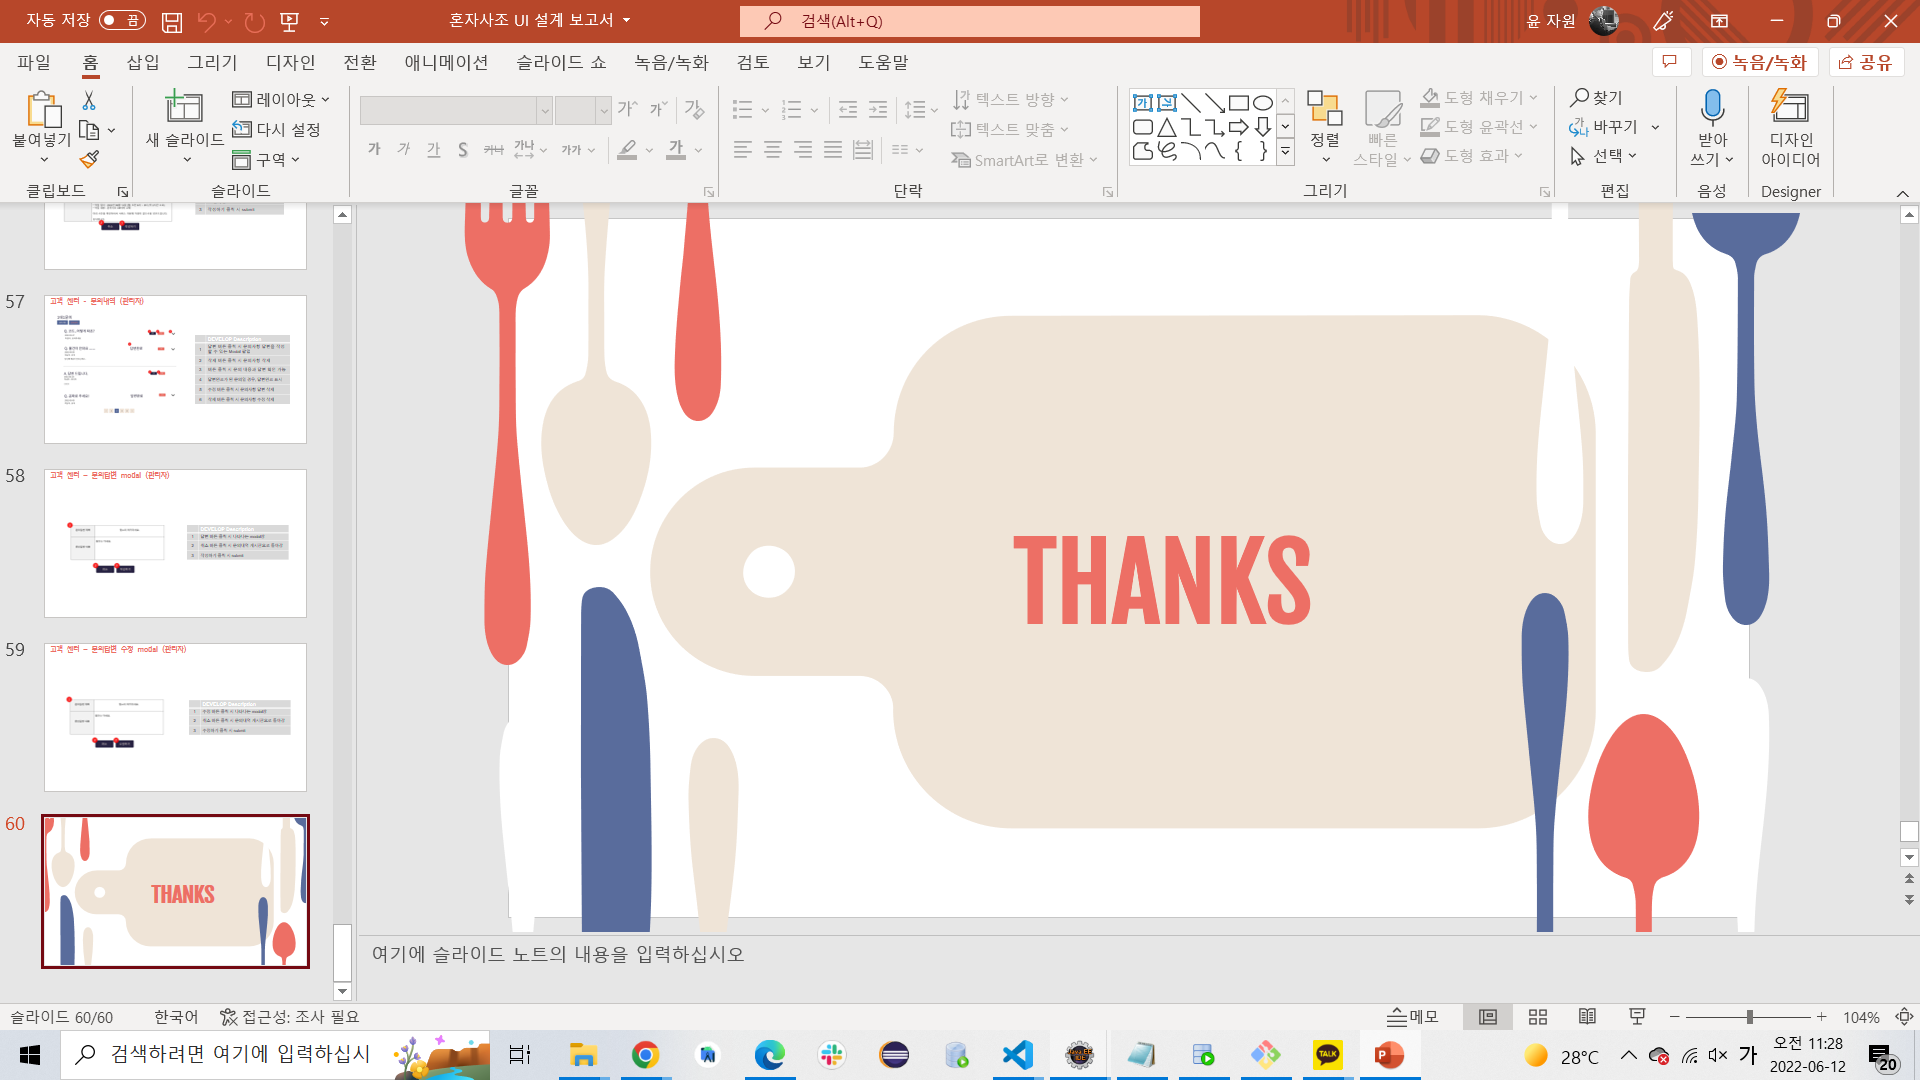 자동 저장 끔
혼자사조 UI 설계 보고서
검색(Alt+Q)
윤 자원
파일 홈 삽입 그리기 디자인 전환 애니메이션 슬라이드 쇼 녹음/녹화 검토 보기 도움말
녹음/녹화 공유
붙여넣기
클립보드
새 슬라이드
레이아웃
다시 설정
구역
슬라이드
글꼴
텍스트 방향
텍스트 맞춤
SmartArt로 변환
단락
정렬
빠른
스타일
도형 채우기
도형 윤곽선
도형 효과
그리기
찾기
바꾸기
선택
편집
받아
쓰기
음성
디자인
아이디어
Designer
57
고객 센터 - 문의내역 (관리자)
DEVELOP Description
58
고객 센터 - 문의답변 modal (관리자)
DEVELOP Description
59
고객 센터 - 문의답변 수정 modal (관리자)
DEVELOP Description
60
THANKS
THANKS
여기에 슬라이드 노트의 내용을 입력하십시오
슬라이드 60/60 한국어 접근성: 조사 필요
메모
104%
검색하려면 여기에 입력하십시
28°C
가
오전 11:28
2022-06-12
20